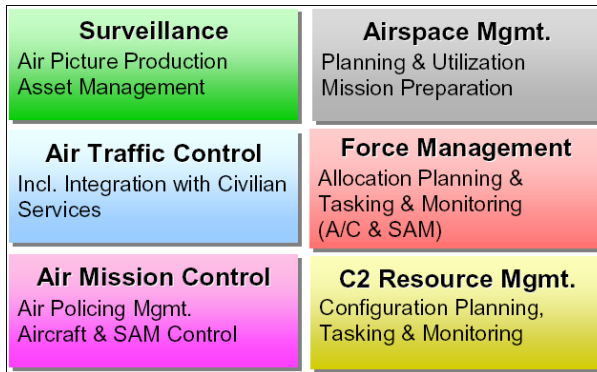 Surveillance
Air Picture Production
Asset Management
Airspace Mgmt.
Planning & Utilization
Mission Preparation
Air Traffic Control
Incl. Integration with Civilian
Services
Force Management
Allocation Planning &
Tasking & Monitoring
(A/C & SAM)
Air Mission Control
Air Policing Mgmt.
Aircraft & SAM Control
C2 Resource Mgmt.
Configuration Planning,
Tasking & Monitoring